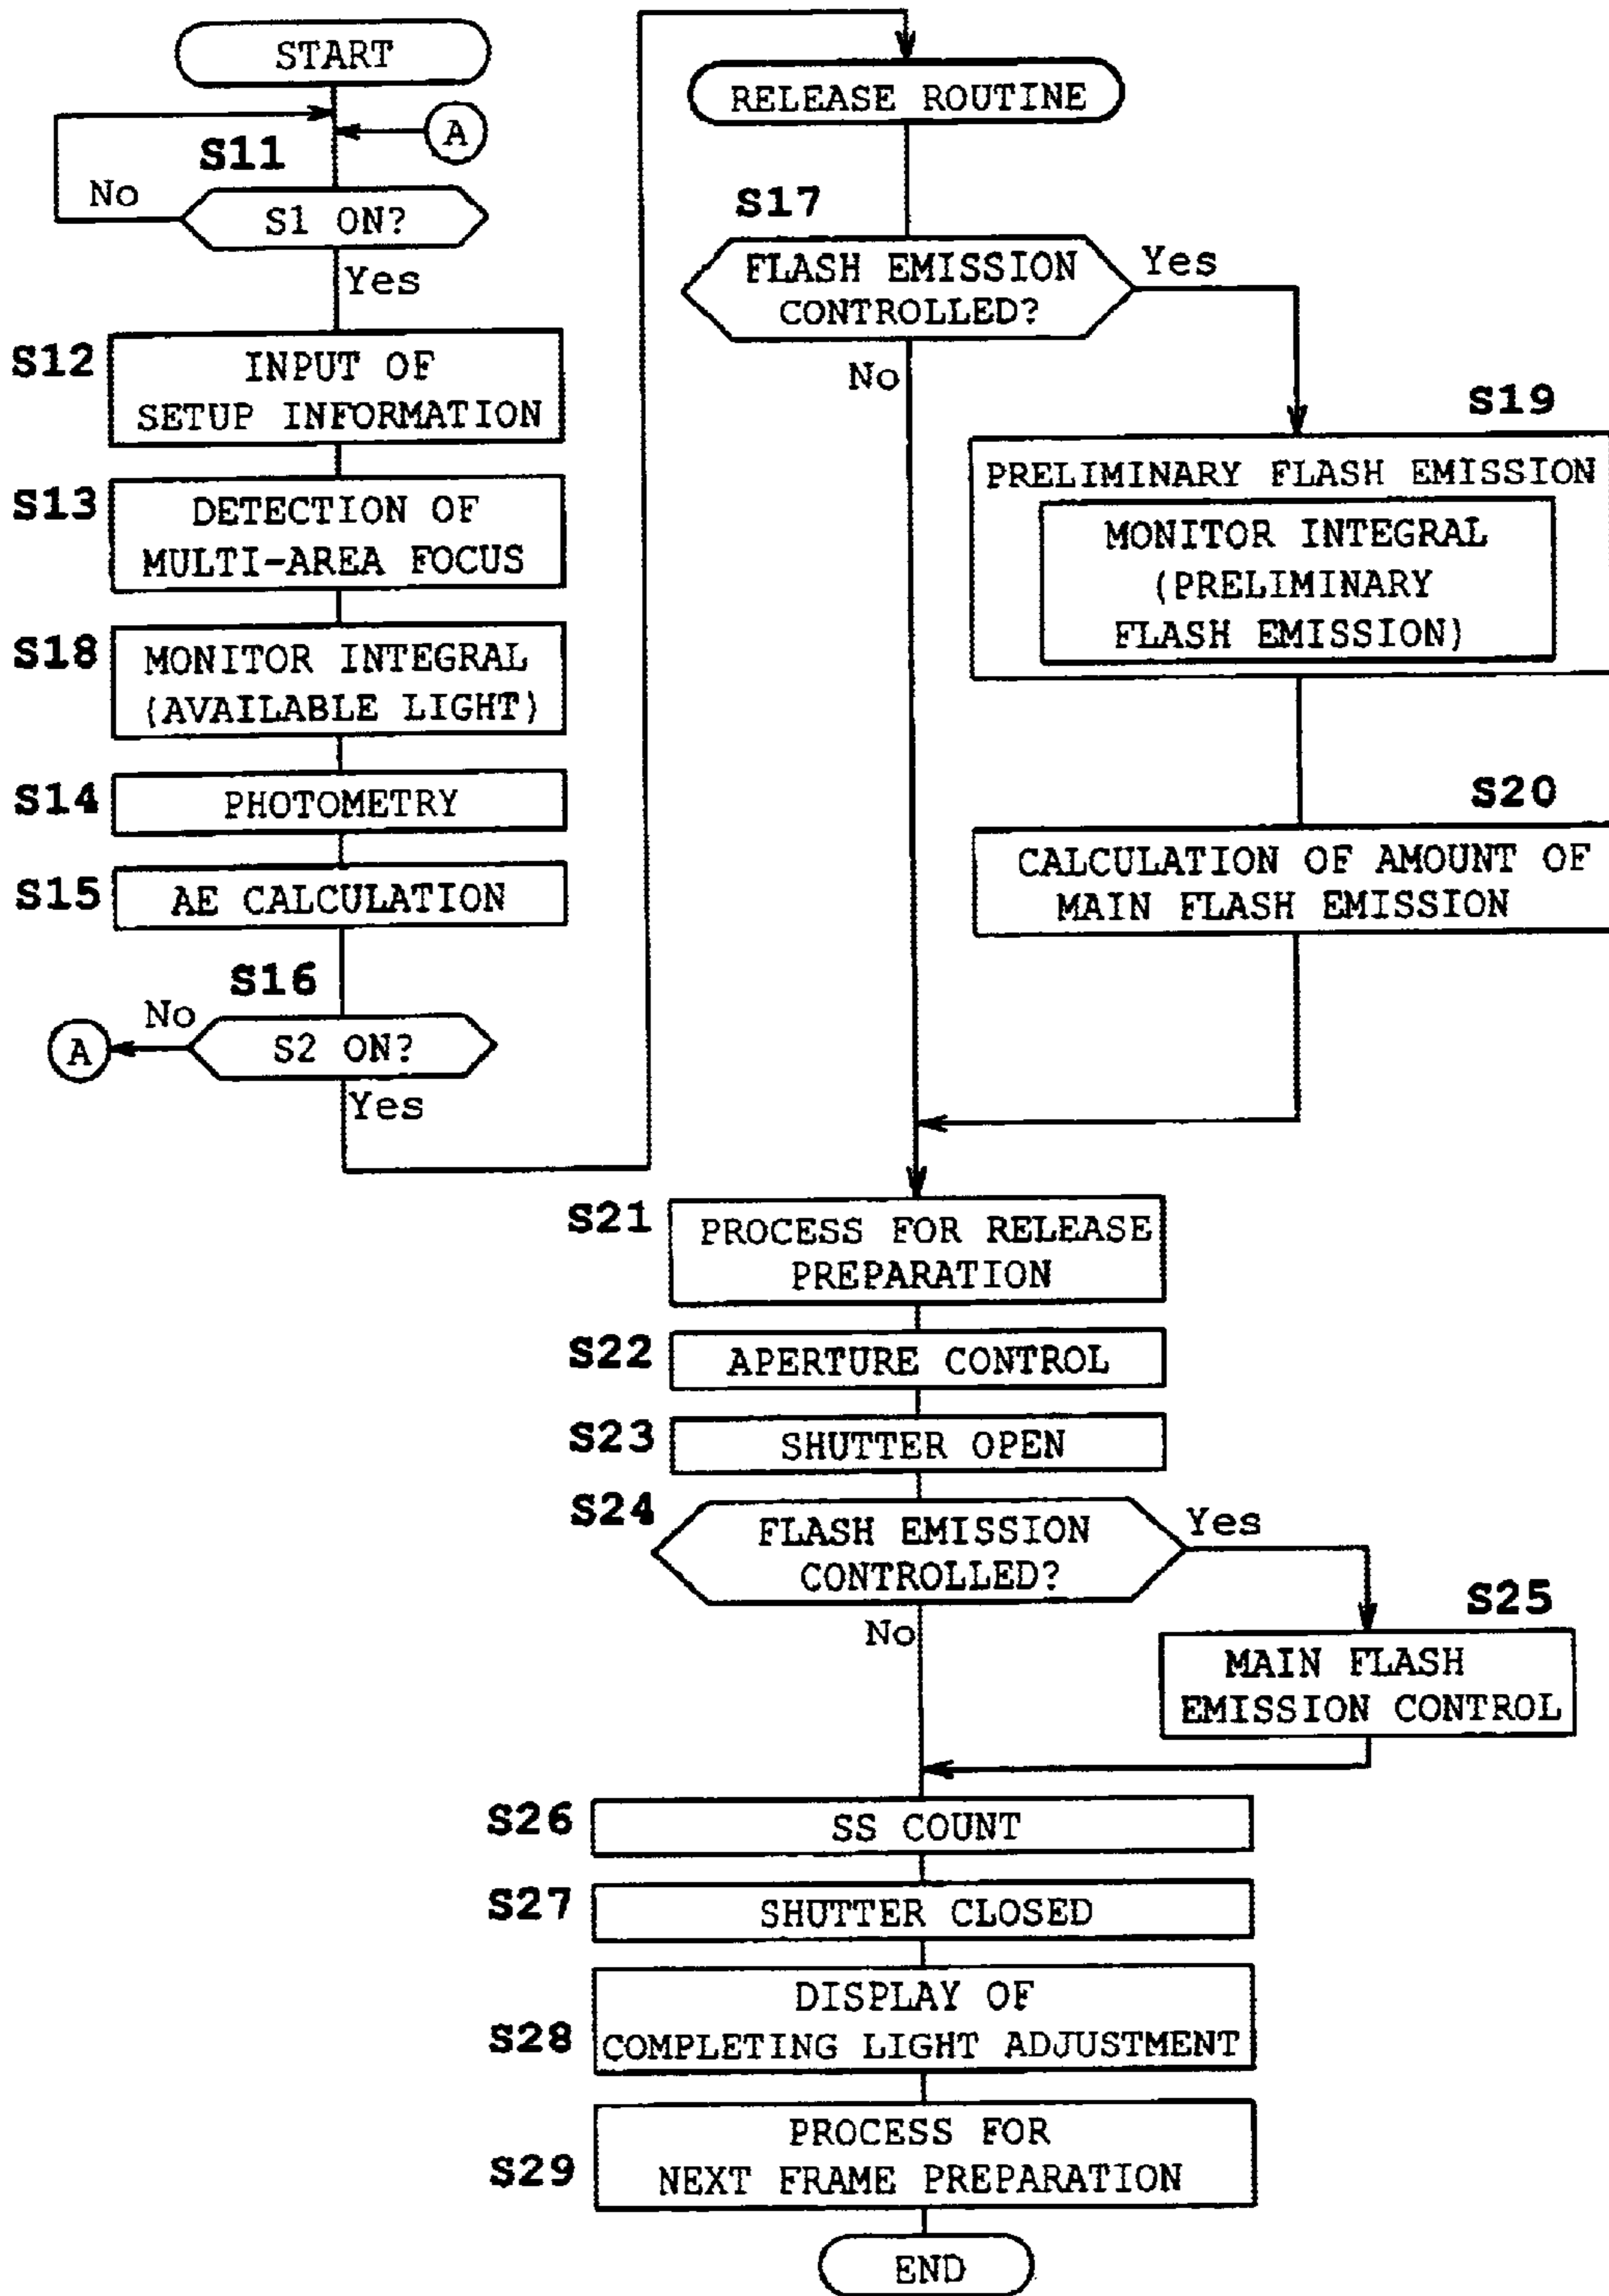 START
A
S11
No
S1 ON?
Yes
S12
INPUT OF
SETUP INFORMATION
S13
DETECTION OF
MULTI-AREA FOCUS
S18
MONITOR INTEGRAL
(AVAILABLE LIGHT)
S14
PHOTOMETRY
S15
AE CALCULATION
S16
No
A
S2 ON?
Yes
RELEASE ROUTINE
S17
FLASH EMISSION
CONTROLLED?
Yes
No
S19
PRELIMINARY FLASH EMISSION
MONITOR INTEGRAL
(PRELIMINARY
FLASH EMISSION)
S20
CALCULATION OF AMOUNT OF
MAIN FLASH EMISSION
S21
PROCESS FOR RELEASE
PREPARATION
S22
APERTURE CONTROL
S23
SHUTTER OPEN
S24
FLASH EMISSION
CONTROLLED?
Yes
No
S25
MAIN FLASH
EMISSION CONTROL
S26
SS COUNT
S27
SHUTTER CLOSED
S28
DISPLAY OF
COMPLETING LIGHT ADJUSTMENT
S29
PROCESS FOR
NEXT FRAME PREPARATION
END